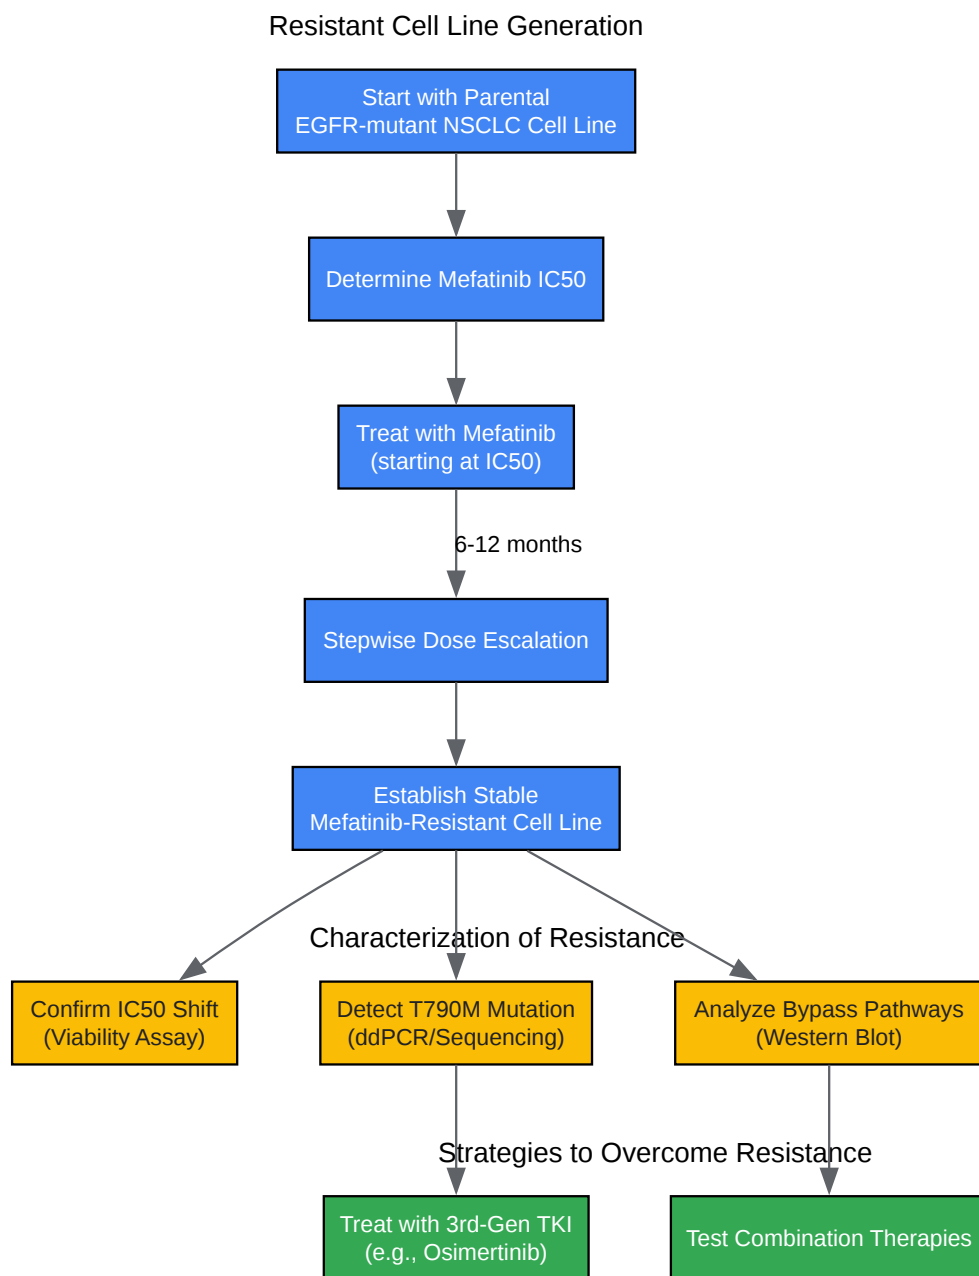 Resistant Cell Line Generation
Start with Parental
EGFR-mutant NSCLC Cell Line
Determine Mefatinib IC50
Treat with Mefatinib
(starting at IC50)
6-12 months
Stepwise Dose Escalation
Establish Stable
Mefatinib-Resistant Cell Line
Characterization of Resistance
Confirm IC50 Shift
(Viability Assay)
Detect T790M Mutation
(ddPCR/Sequencing)
Analyze Bypass Pathways
(Western Blot)
Strategies to Overcome Resistance
Treat with 3rd-Gen TKI
(e.g., Osimertinib)
Test Combination Therapies